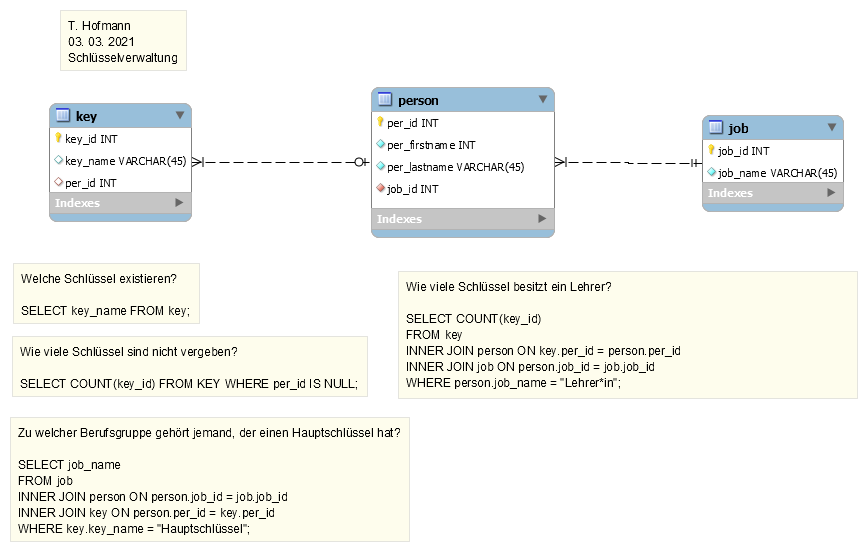 T. Hofmann
03. 03. 2021
Schlüsselverwaltung
key
key_id INT
key_name VARCHAR(45)
per_id INT
Indexes
person
per_id INT
per_firstname INT
per_lastname VARCHAR(45)
job_id INT
Indexes
job
job_id INT
job_name VARCHAR(45)
Indexes
Welche Schlüssel existieren?
SELECT key_name FROM key;
Wie viele Schlüssel sind nicht vergeben?
SELECT COUNT(key_id) FROM KEY WHERE per_id IS NULL;
Wie viele Schlüssel besitzt ein Lehrer?
SELECT COUNT(key_id)
FROM key
INNER JOIN person ON key.per_id = person.per_id
INNER JOIN job ON person.job_id = job.job_id
WHERE person.job_name = "Lehrer*in";
Zu welcher Berufsgruppe gehört jemand, der einen Hauptschlüssel hat?
SELECT job_name
FROM job
INNER JOIN person ON person.job_id = job.job_id
INNER JOIN key ON person.per_id = key.per_id
WHERE key.key_name = "Hauptschlüssel";